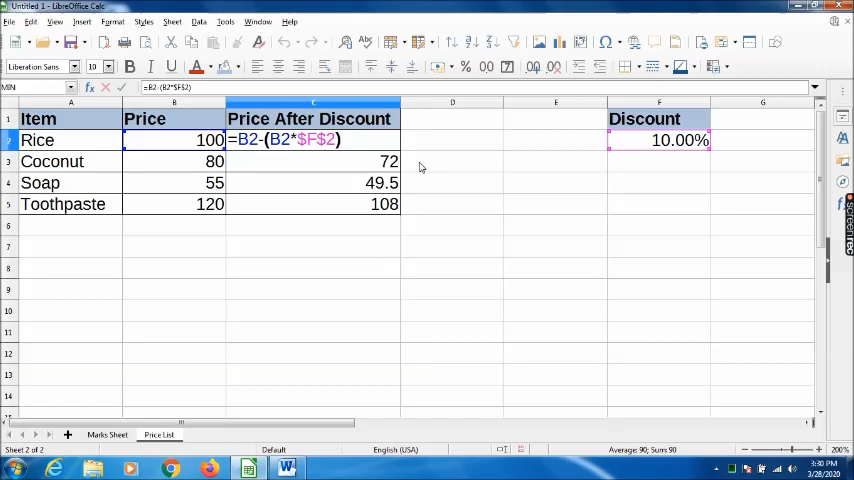 Untitled 1 - LibreOffice Calc
File Edit View Insert Format Styles Sheet Data Tools Window Help
Liberation Sans 10
MIN =B2-(B2*$F$2)
A B C D E F G
1 Item Price Price After Discount Discount
2 Rice 100 =B2-(B2*$F$2) 10.00%
3 Coconut 80 72
4 Soap 55 49.5
5 Toothpaste 120 108
6
7
8
9
10
11
12
13
14
Marks Sheet Price List
Sheet 2 of 2 Default English (USA) Average: 90; Sum: 90 200%
3:30 PM
3/28/2020
screenrec